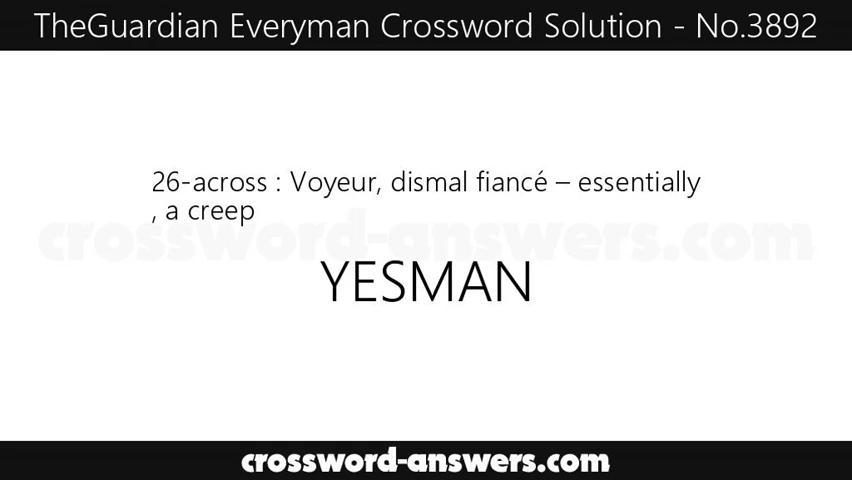 TheGuardian Everyman Crossword Solution - No.3892
26-across : Voyeur, dismal fiancé – essentially
, a creep
crossword-answers.com
YESMAN
crossword-answers.com